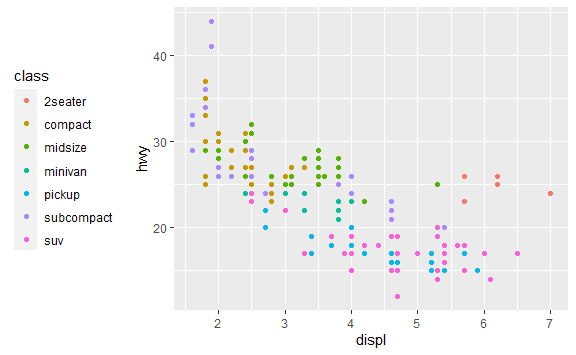 class
2seater
compact
midsize
minivan
pickup
subcompact
suv
hwy
40
30
20
2 3 4 5 6 7
displ